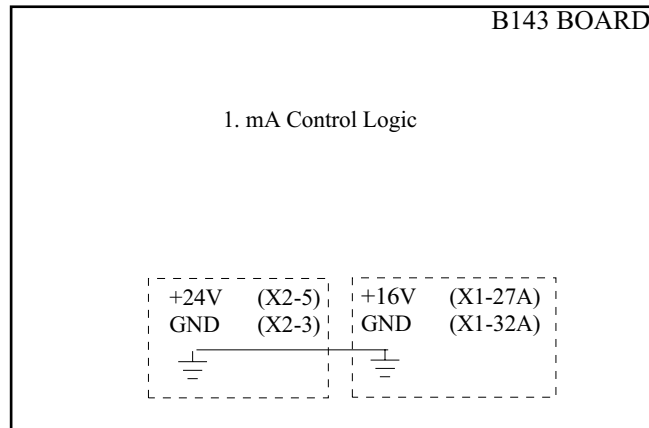 B143 BOARD
1. mA Control Logic
+24V (X2-5)
GND (X2-3)
+16V (X1-27A)
GND (X1-32A)